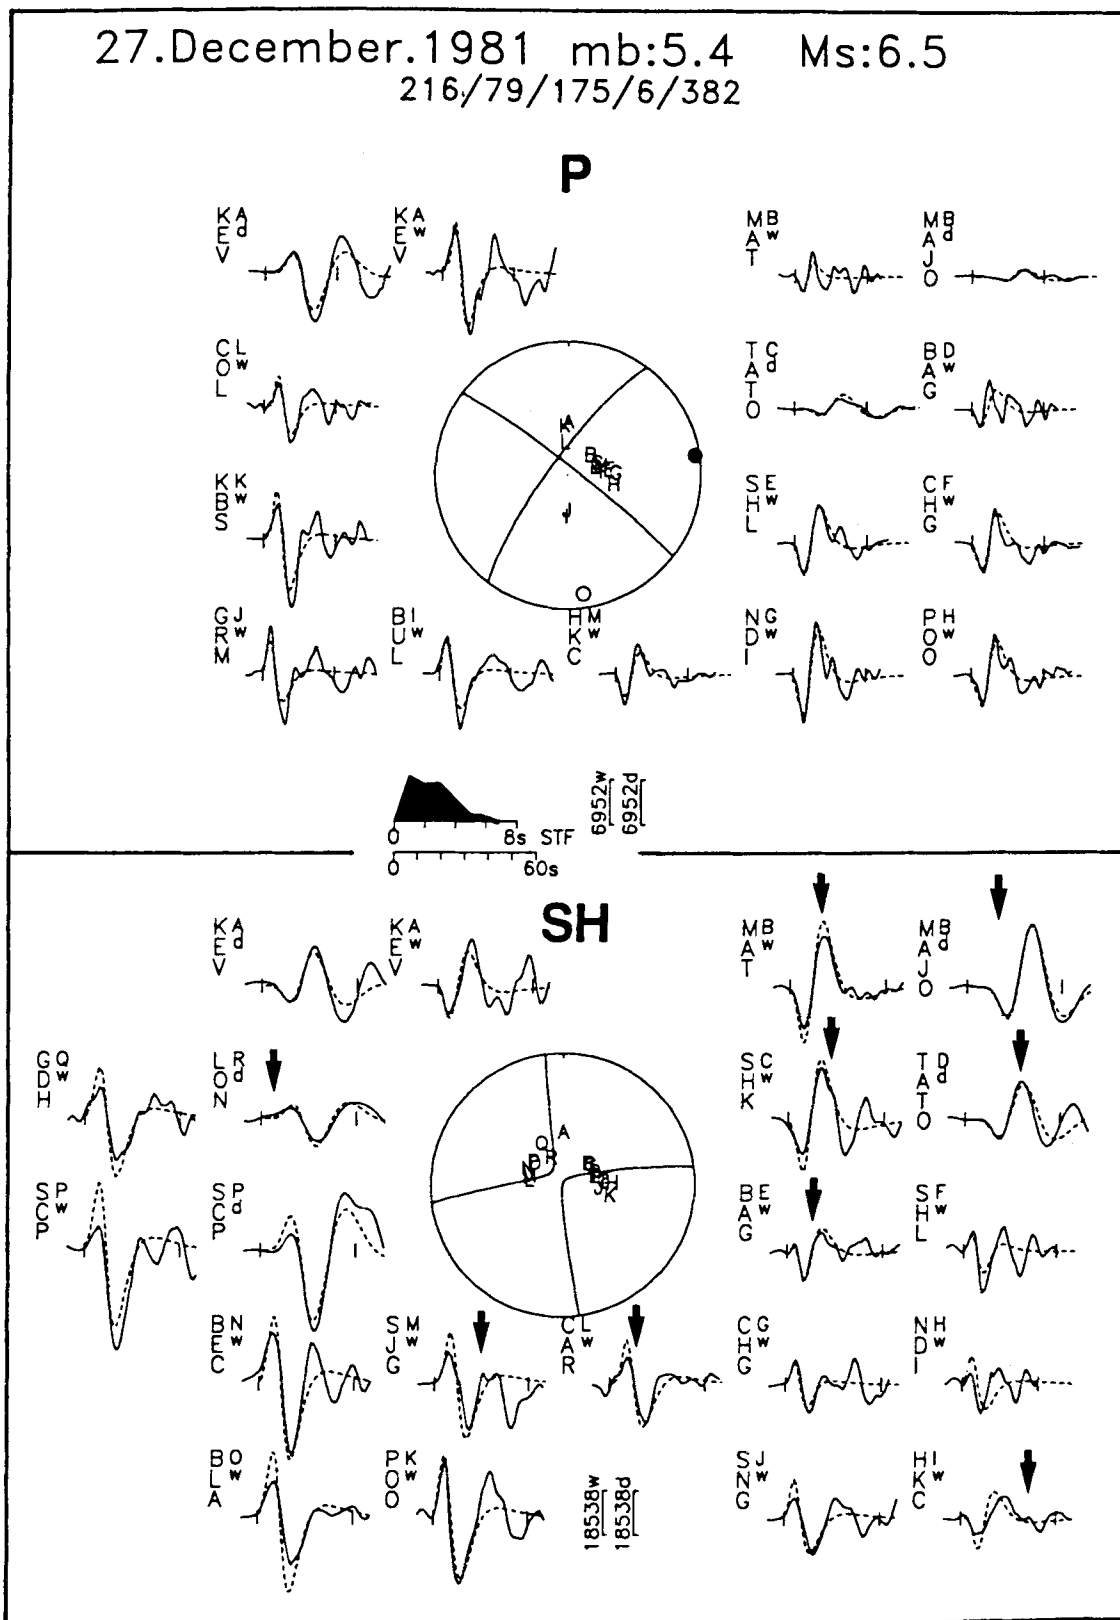 27.December.1981 mb:5.4 Ms:6.5
216/79/175/6/382
P
KEV A d
KEV A w
MAT B w
MAJO B d
COL L w
TATO C d
BAG D w
KBS K w
SHL E w
CHG F w
GRM J w
BUL I w
HKC M w
NDI G w
POO H w
0 8s STF
0 60s
6952w
6952d
SH
KEV A d
KEV A w
MAT B w
MAJO B d
GDH Q w
LON R d
SHK C w
TATO D d
SCP P w
SCP P d
BAG E w
SHL F w
BEC N w
SJG M w
CAR L w
CHG G w
NDI H w
BLA O w
POO K w
18538w
18538d
SNG J w
HKC I w